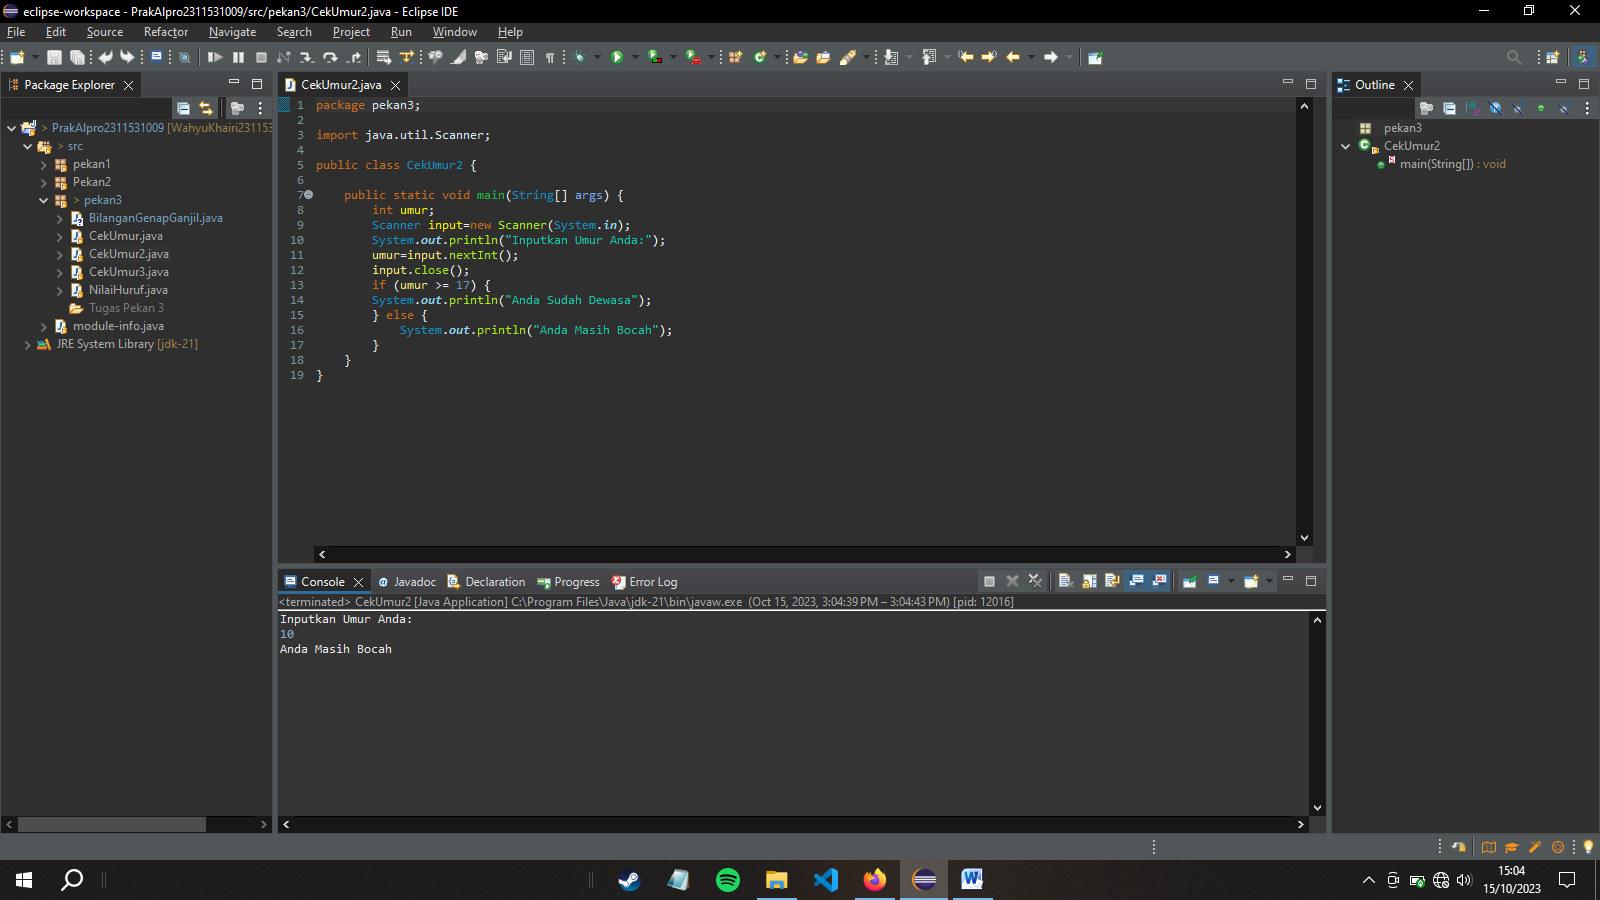 eclipse-workspace - PrakAlpro2311531009/src/pekan3/CekUmur2.java - Eclipse IDE
File Edit Source Refactor Navigate Search Project Run Window Help
Package Explorer
PrakAlpro2311531009 [WahyuKhairi231153
> src
pekan1
Pekan2
> pekan3
BilanganGenapGanjil.java
CekUmur.java
CekUmur2.java
CekUmur3.java
NilaiHuruf.java
Tugas Pekan 3
module-info.java
JRE System Library [jdk-21]
CekUmur2.java
1 package pekan3;
2
3 import java.util.Scanner;
4
5 public class CekUmur2 {
6
7 public static void main(String[] args) {
8 int umur;
9 Scanner input=new Scanner(System.in);
10 System.out.println("Inputkan Umur Anda:");
11 umur=input.nextInt();
12 input.close();
13 if (umur >= 17) {
14 System.out.println("Anda Sudah Dewasa");
15 } else {
16 System.out.println("Anda Masih Bocah");
17 }
18 }
19 }
Outline
pekan3
CekUmur2
main(String[]) : void
Console Javadoc Declaration Progress Error Log
<terminated> CekUmur2 [Java Application] C:\Program Files\Java\jdk-21\bin\javaw.exe (Oct 15, 2023, 3:04:39 PM – 3:04:43 PM) [pid: 12016]
Inputkan Umur Anda:
10
Anda Masih Bocah
15:04
15/10/2023